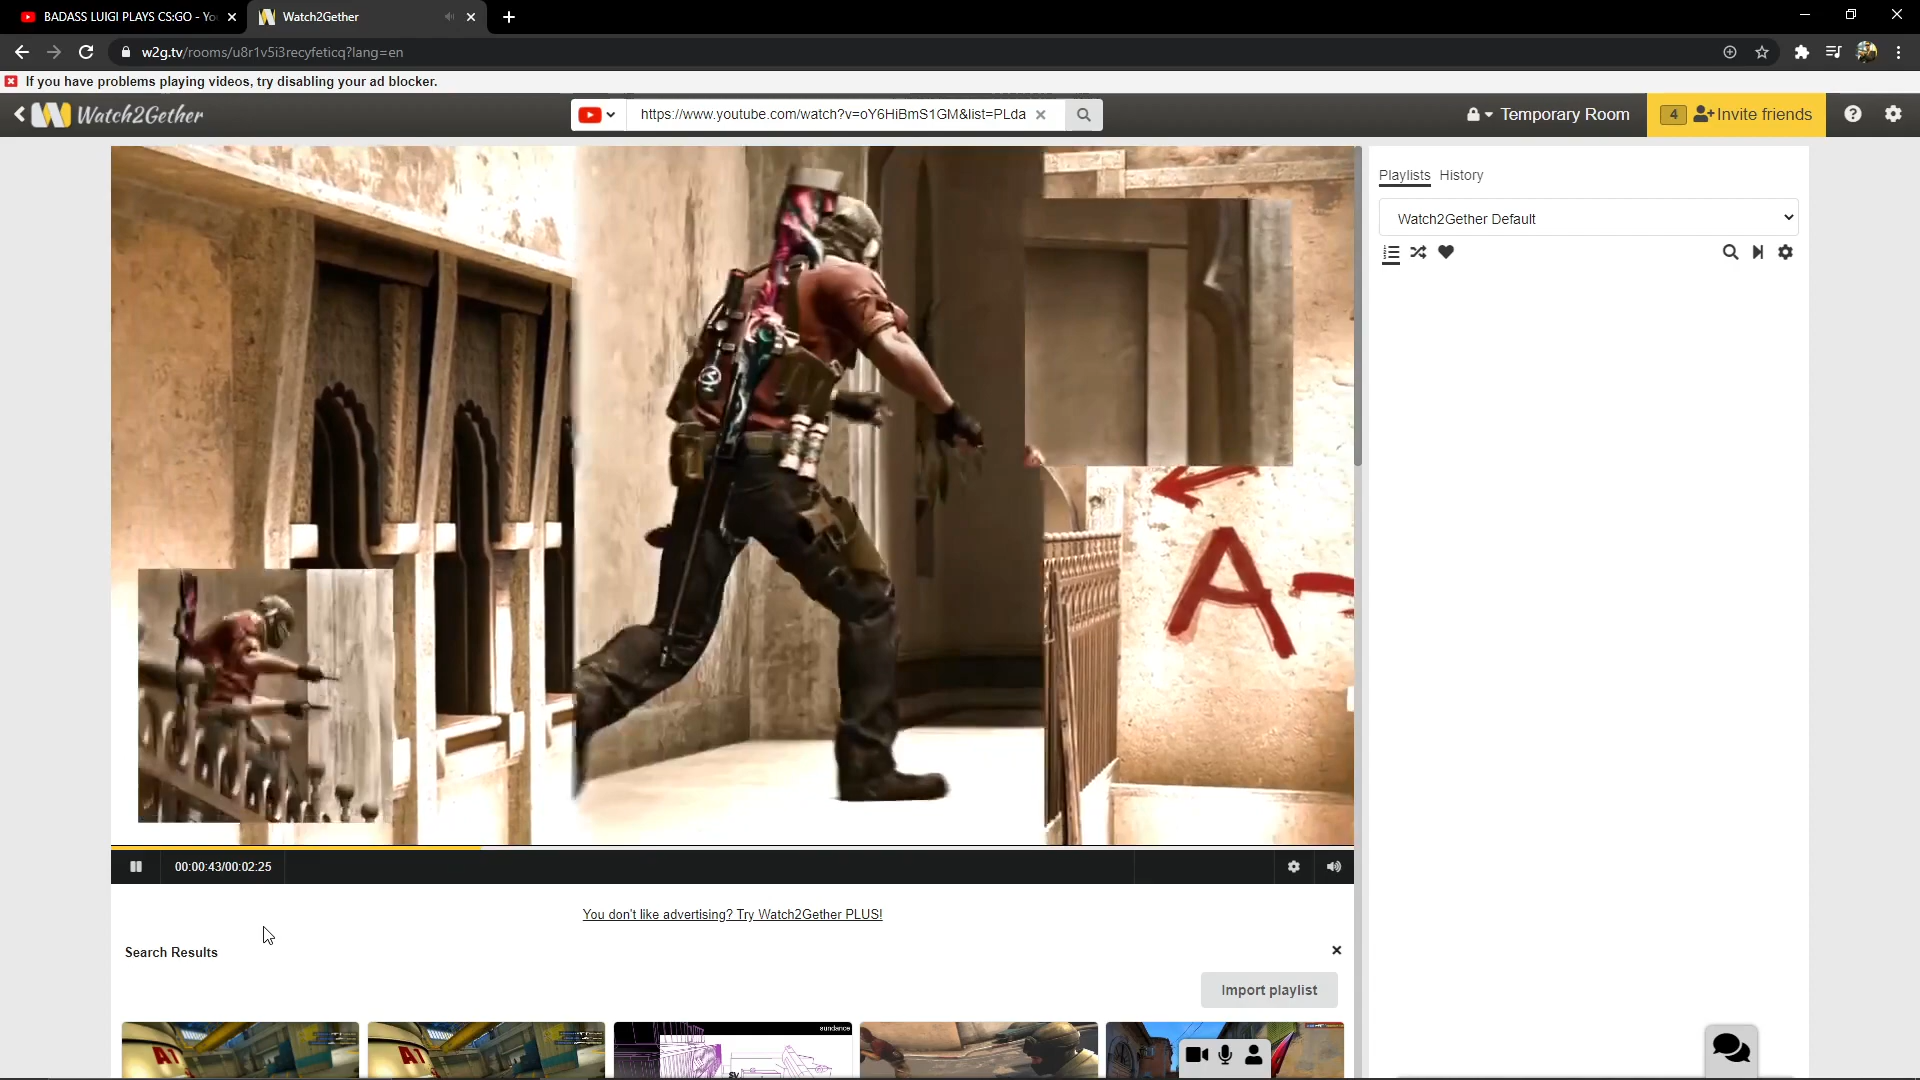 BADASS LUIGI PLAYS CS:GO - Yo
Watch2Gether
w2g.tv/rooms/u8r1v5i3recyfeticq?lang=en
If you have problems playing videos, try disabling your ad blocker.
Watch2Gether
https://www.youtube.com/watch?v=oY6HiBmS1GM&list=PLda
Temporary Room
4
Invite friends
Playlists
History
Watch2Gether Default
A
00:00:43/00:02:25
You don't like advertising? Try Watch2Gether PLUS!
Search Results
Import playlist
A1
A1
sundance